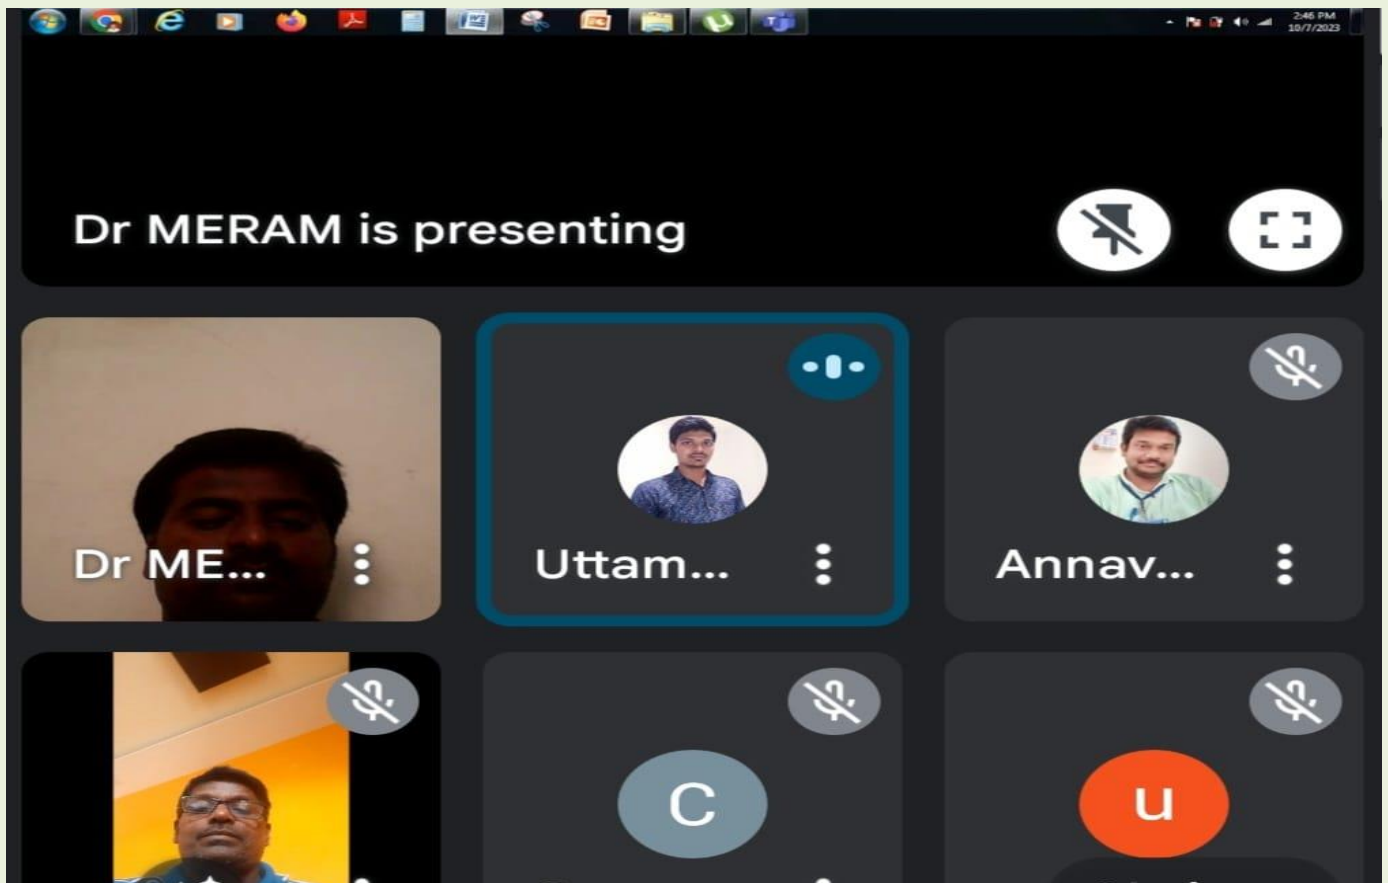 2:46 PM
10/7/2023
Dr MERAM is presenting
Dr ME...
Uttam...
Annav...
C
u